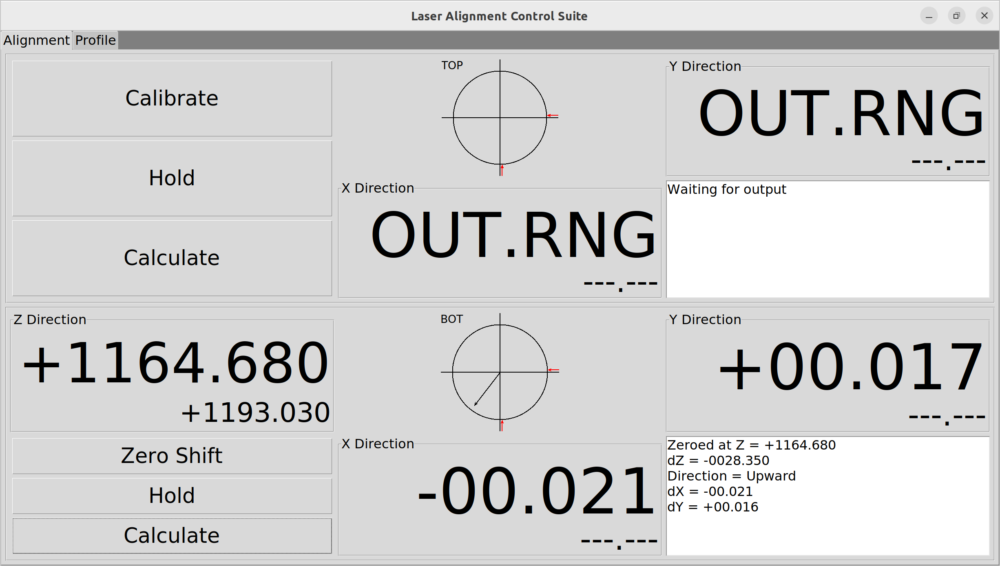 Laser Alignment Control Suite
Alignment Profile
Calibrate
Hold
Calculate
TOP
X Direction
OUT.RNG
---.---
Y Direction
OUT.RNG
---.---
Waiting for output
Z Direction
+1164.680
+1193.030
Zero Shift
Hold
Calculate
BOT
X Direction
-00.021
---.---
Y Direction
+00.017
---.---
Zeroed at Z = +1164.680
dZ = -0028.350
Direction = Upward
dX = -00.021
dY = +00.016